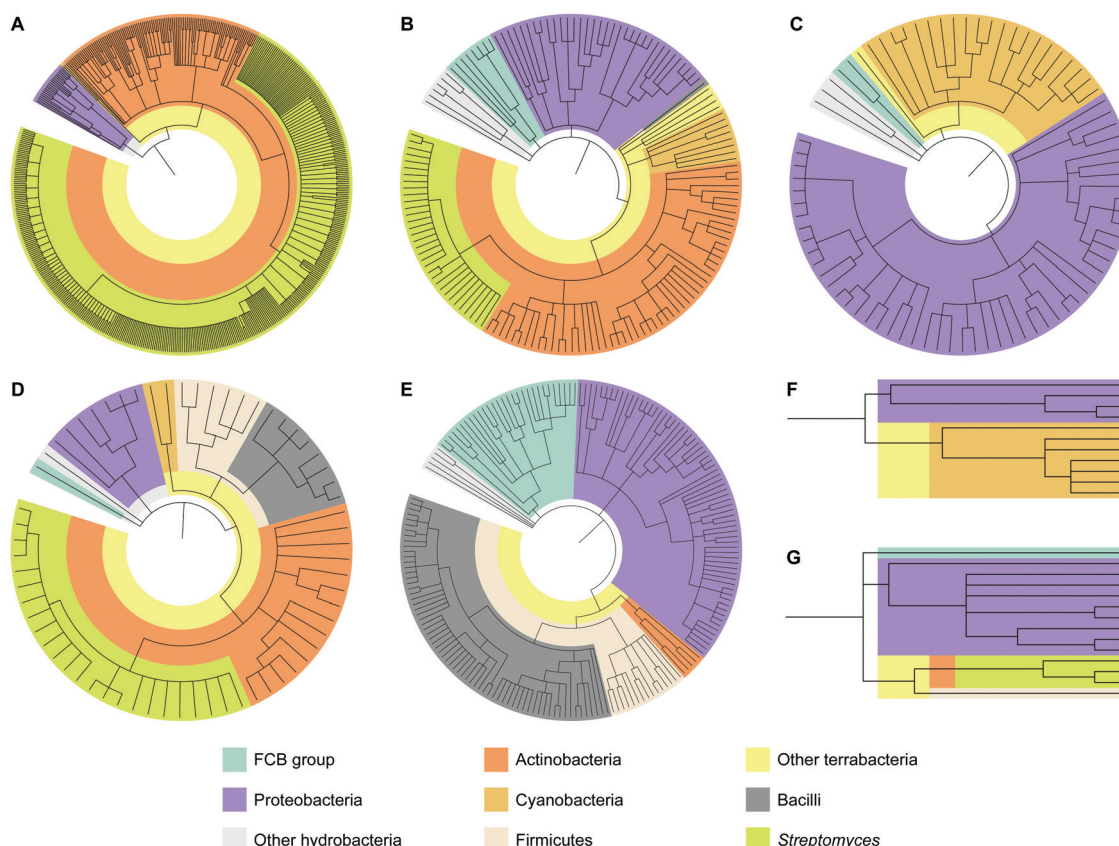 A
B
C
D
E
F
G
FCB group
Actinobacteria
Other terrabacteria
Proteobacteria
Cyanobacteria
Bacilli
Other hydrobacteria
Firmicutes
Streptomyces